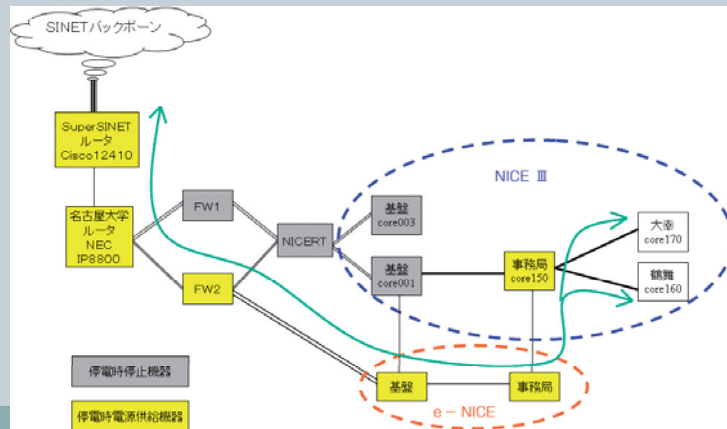 SINETバックボーン
SuperSINET
ルータ
Cisco12410
名古屋大学
ルータ
NEC
IP8800
FW1
FW2
NICERT
基盤
core003
基盤
core001
NICE Ⅲ
事務局
core150
大幸
core170
鶴舞
core160
基盤
事務局
e－NICE
停電時停止機器
停電時電源供給機器